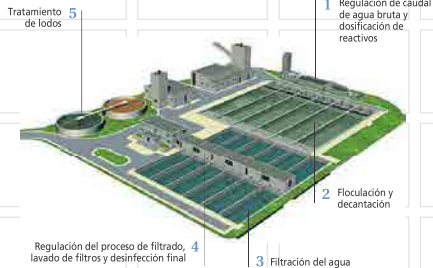 1 Regulación de caudal
de agua bruta y
dosificación de
reactivos
Tratamiento 5
de lodos
2 Floculación y
decantación
Regulación del proceso de filtrado, 4
lavado de filtros y desinfección final
3 Filtración del agua